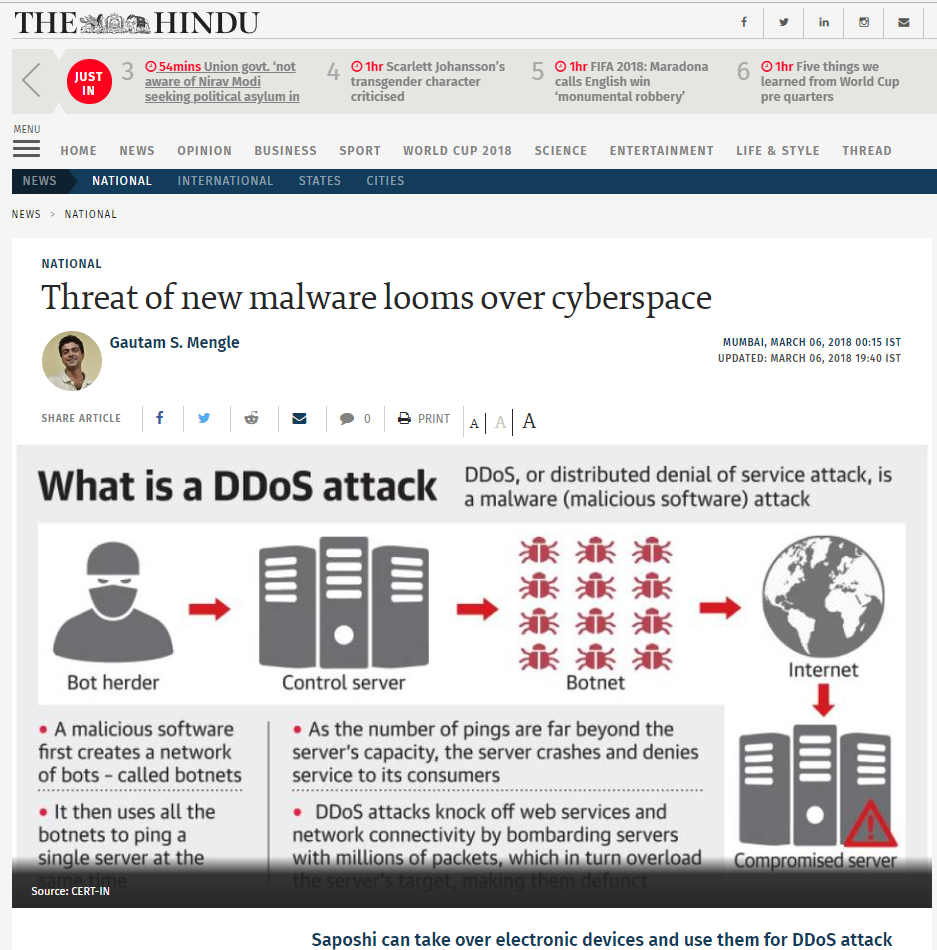 THE HINDU
JUST IN
3 54mins Union govt. ‘not
aware of Nirav Modi
seeking political asylum in
4 1hr Scarlett Johansson’s
transgender character
criticised
5 1hr FIFA 2018: Maradona
calls English win
‘monumental robbery’
6 1hr Five things we
learned from World Cup
pre quarters
MENU
HOME NEWS OPINION BUSINESS SPORT WORLD CUP 2018 SCIENCE ENTERTAINMENT LIFE & STYLE THREAD
NEWS NATIONAL INTERNATIONAL STATES CITIES
NEWS > NATIONAL
NATIONAL
Threat of new malware looms over cyberspace
Gautam S. Mengle
MUMBAI, MARCH 06, 2018 00:15 IST
UPDATED: MARCH 06, 2018 19:40 IST
SHARE ARTICLE 0 PRINT A A A
What is a DDoS attack
DDoS, or distributed denial of service attack, is
a malware (malicious software) attack
Bot herder
Control server
Botnet
Internet
• A malicious software
first creates a network
of bots – called botnets
• It then uses all the
botnets to ping a
single server at the
same time
• As the number of pings are far beyond the
server’s capacity, the server crashes and denies
service to its consumers
• DDoS attacks knock off web services and
network connectivity by bombarding servers
with millions of packets, which in turn overload
the server’s target, making them defunct
Compromised server
Source: CERT-IN
Saposhi can take over electronic devices and use them for DDoS attack